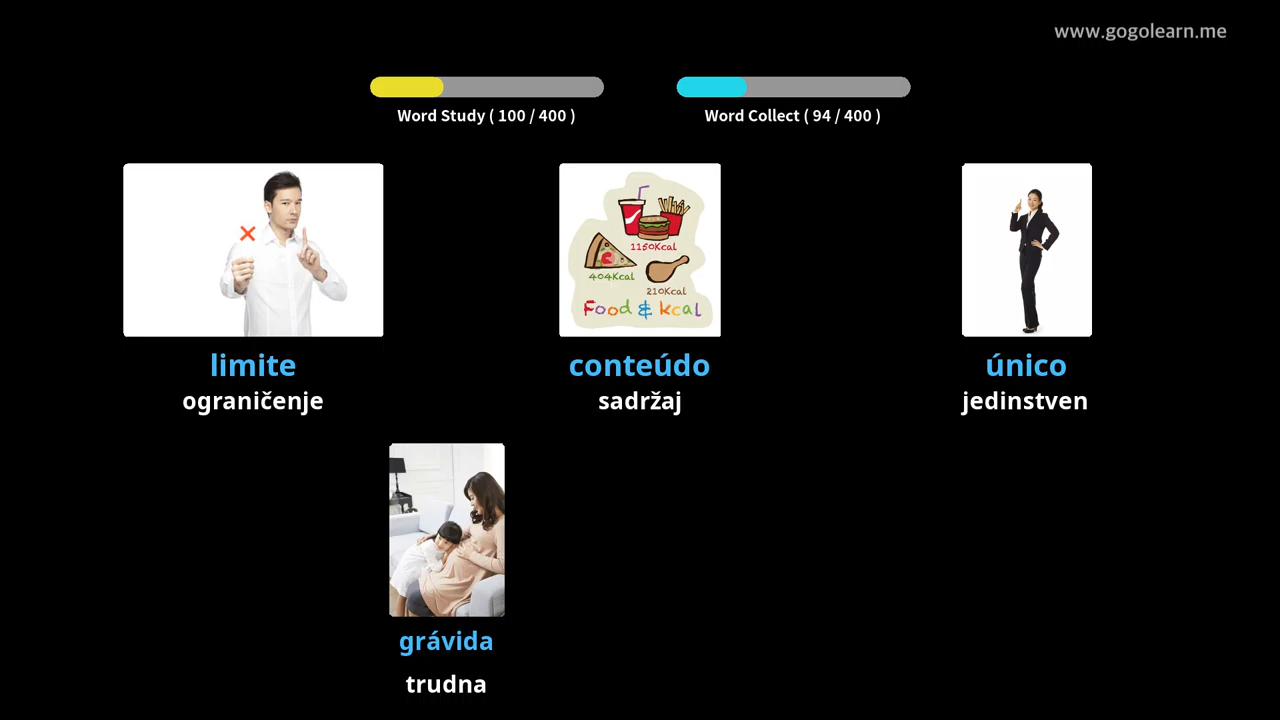 www.gogolearn.me
Word Study ( 100 / 400 )
Word Collect ( 94 / 400 )
1150Kcal
404Kcal
210Kcal
Food & kcal
limite
conteúdo
único
ograničenje
sadržaj
jedinstven
grávida
trudna